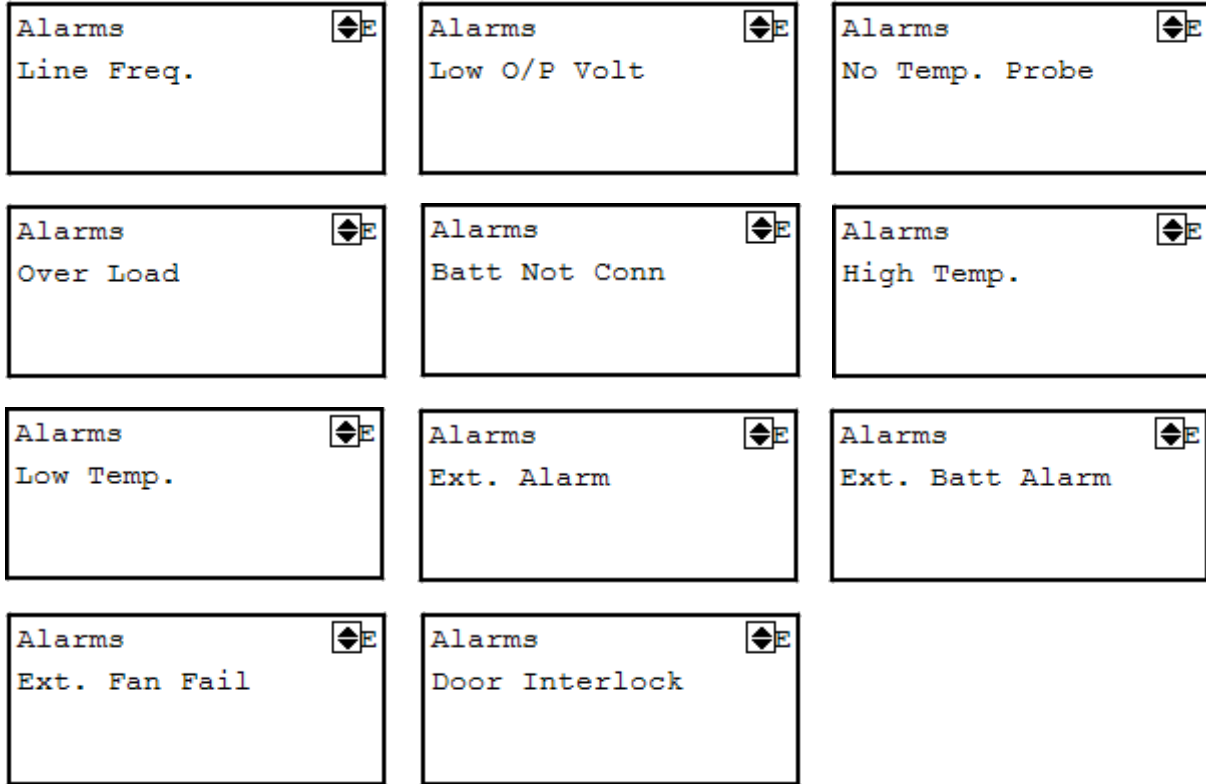 Alarms E
Line Freq.
Alarms E
Low O/P Volt
Alarms E
No Temp. Probe
Alarms E
Over Load
Alarms E
Batt Not Conn
Alarms E
High Temp.
Alarms E
Low Temp.
Alarms E
Ext. Alarm
Alarms E
Ext. Batt Alarm
Alarms E
Ext. Fan Fail
Alarms E
Door Interlock